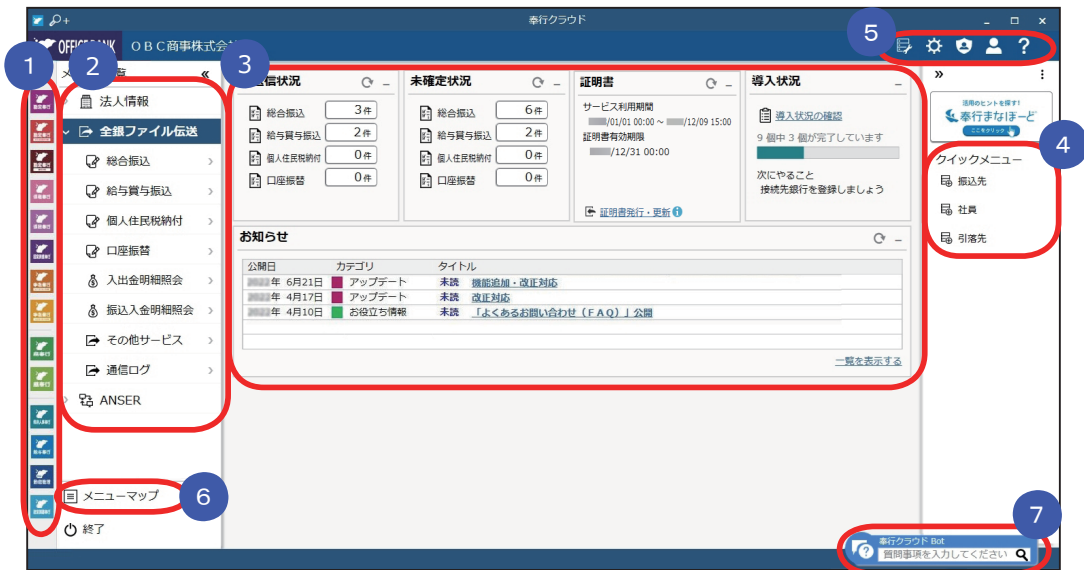 奉行クラウド
OBC商事株式会
5
1
2
3
«
信状況
未確定状況
証明書
導入状況
»
法人情報
全銀ファイル伝送
総合振込
給与賞与振込
個人住民税納付
口座振替
入出金明細照会
振込入金明細照会
その他サービス
通信ログ
ANSER
メニューマップ
6
終了
総合振込 3件
給与賞与振込 2件
個人住民税納付 0件
口座振替 0件
総合振込 6件
給与賞与振込 2件
個人住民税納付 0件
口座振替 0件
サービス利用期間
/01/01 00:00 ~ /12/09 15:00
証明書有効期限
/12/31 00:00
証明書発行・更新
導入状況の確認
9 個中 3 個が完了しています
次にやること
接続先銀行を登録しましょう
お知らせ
公開日 カテゴリ タイトル
年 6月21日 アップデート 未読 機能追加・改正対応
年 4月17日 アップデート 未読 改正対応
年 4月10日 お役立ち情報 未読 「よくあるお問い合わせ(FAQ)」公開
一覧を表示する
活用のヒントを探す!
奉行まなぼーど
ここをクリック
4
クイックメニュー
振込先
社員
引落先
7
奉行クラウド Bot
質問事項を入力してください